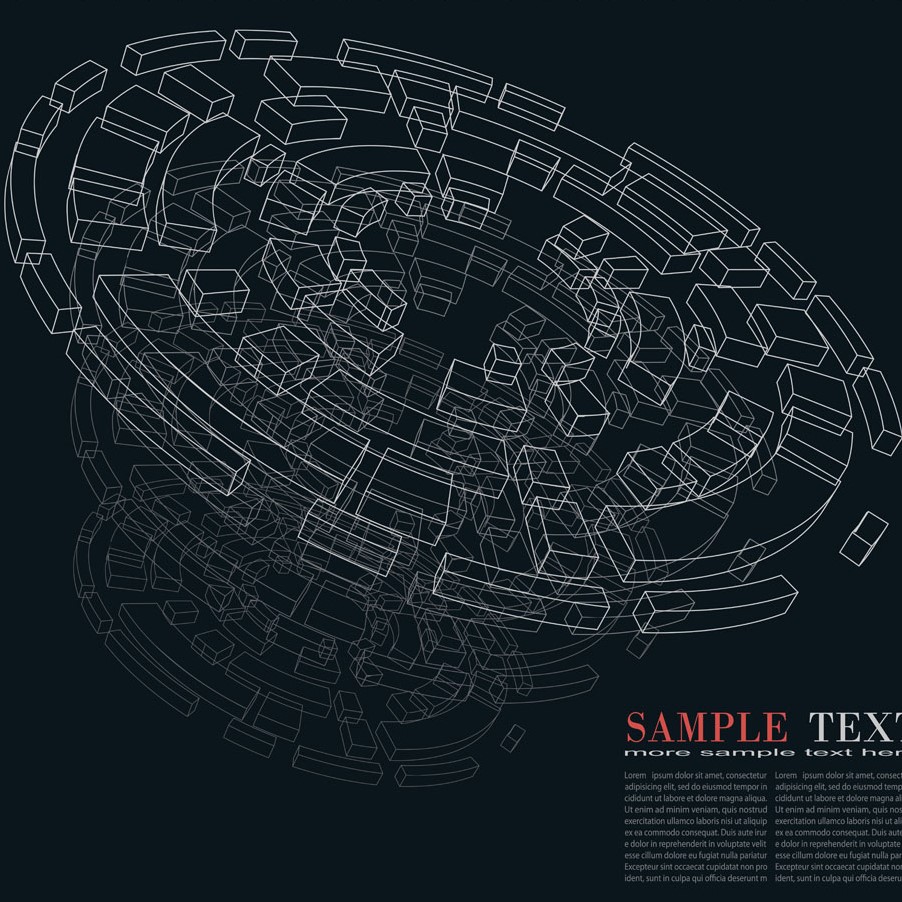 SAMPLE TEXT
more sample text her
Lorem ipsum dolor sit amet, consectetur
adipisicing elit, sed do eiusmod tempor in
cididunt ut labore et dolore magna aliqua.
Ut enim ad minim veniam, quis nostrud
exercitation ullamco laboris nisi ut aliquip
ex ea commodo consequat. Duis aute irur
e dolor in reprehenderit in voluptate velit
esse cillum dolore eu fugiat nulla pariatur
Excepteur sint occaecat cupidatat non pro
ident, sunt in culpa qui officia deserunt m
Lorem ipsum dolor sit amet, consect
adipisicing elit, sed do eiusmod temp
cididunt ut labore et dolore magna al
Ut enim ad minim veniam, quis nos
exercitation ullamco laboris nisi ut ali
ex ea commodo consequat. Duis aut
e dolor in reprehenderit in voluptate
esse cillum dolore eu fugiat nulla par
Excepteur sint occaecat cupidatat non
ident, sunt in culpa qui officia deserun